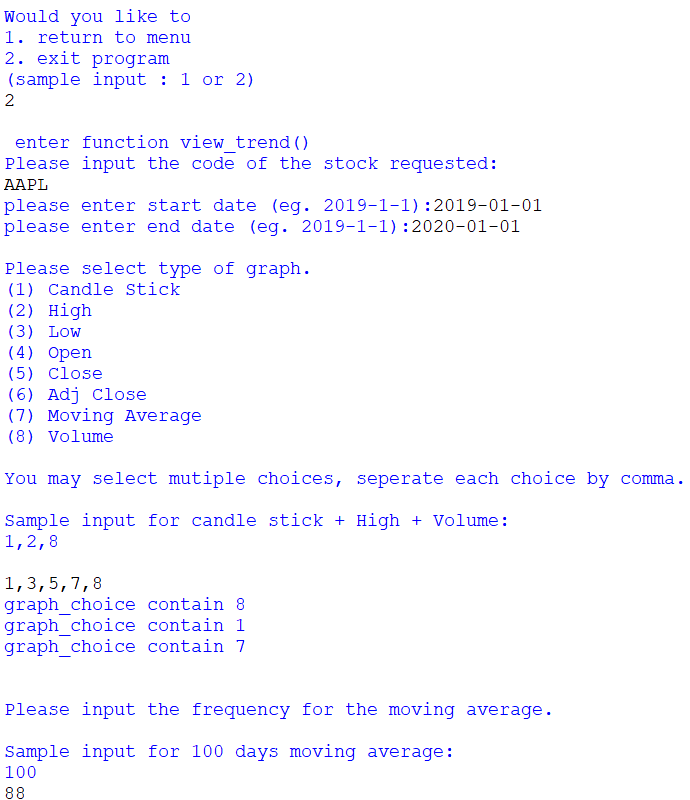 Would you like to
1. return to menu
2. exit program
(sample input : 1 or 2)
2
enter function view_trend()
Please input the code of the stock requested:
AAPL
please enter start date (eg. 2019-1-1):2019-01-01
please enter end date (eg. 2019-1-1):2020-01-01
Please select type of graph.
(1) Candle Stick
(2) High
(3) Low
(4) Open
(5) Close
(6) Adj Close
(7) Moving Average
(8) Volume
You may select mutiple choices, seperate each choice by comma.
Sample input for candle stick + High + Volume:
1,2,8
1,3,5,7,8
graph_choice contain 8
graph_choice contain 1
graph_choice contain 7
Please input the frequency for the moving average.
Sample input for 100 days moving average:
100
88